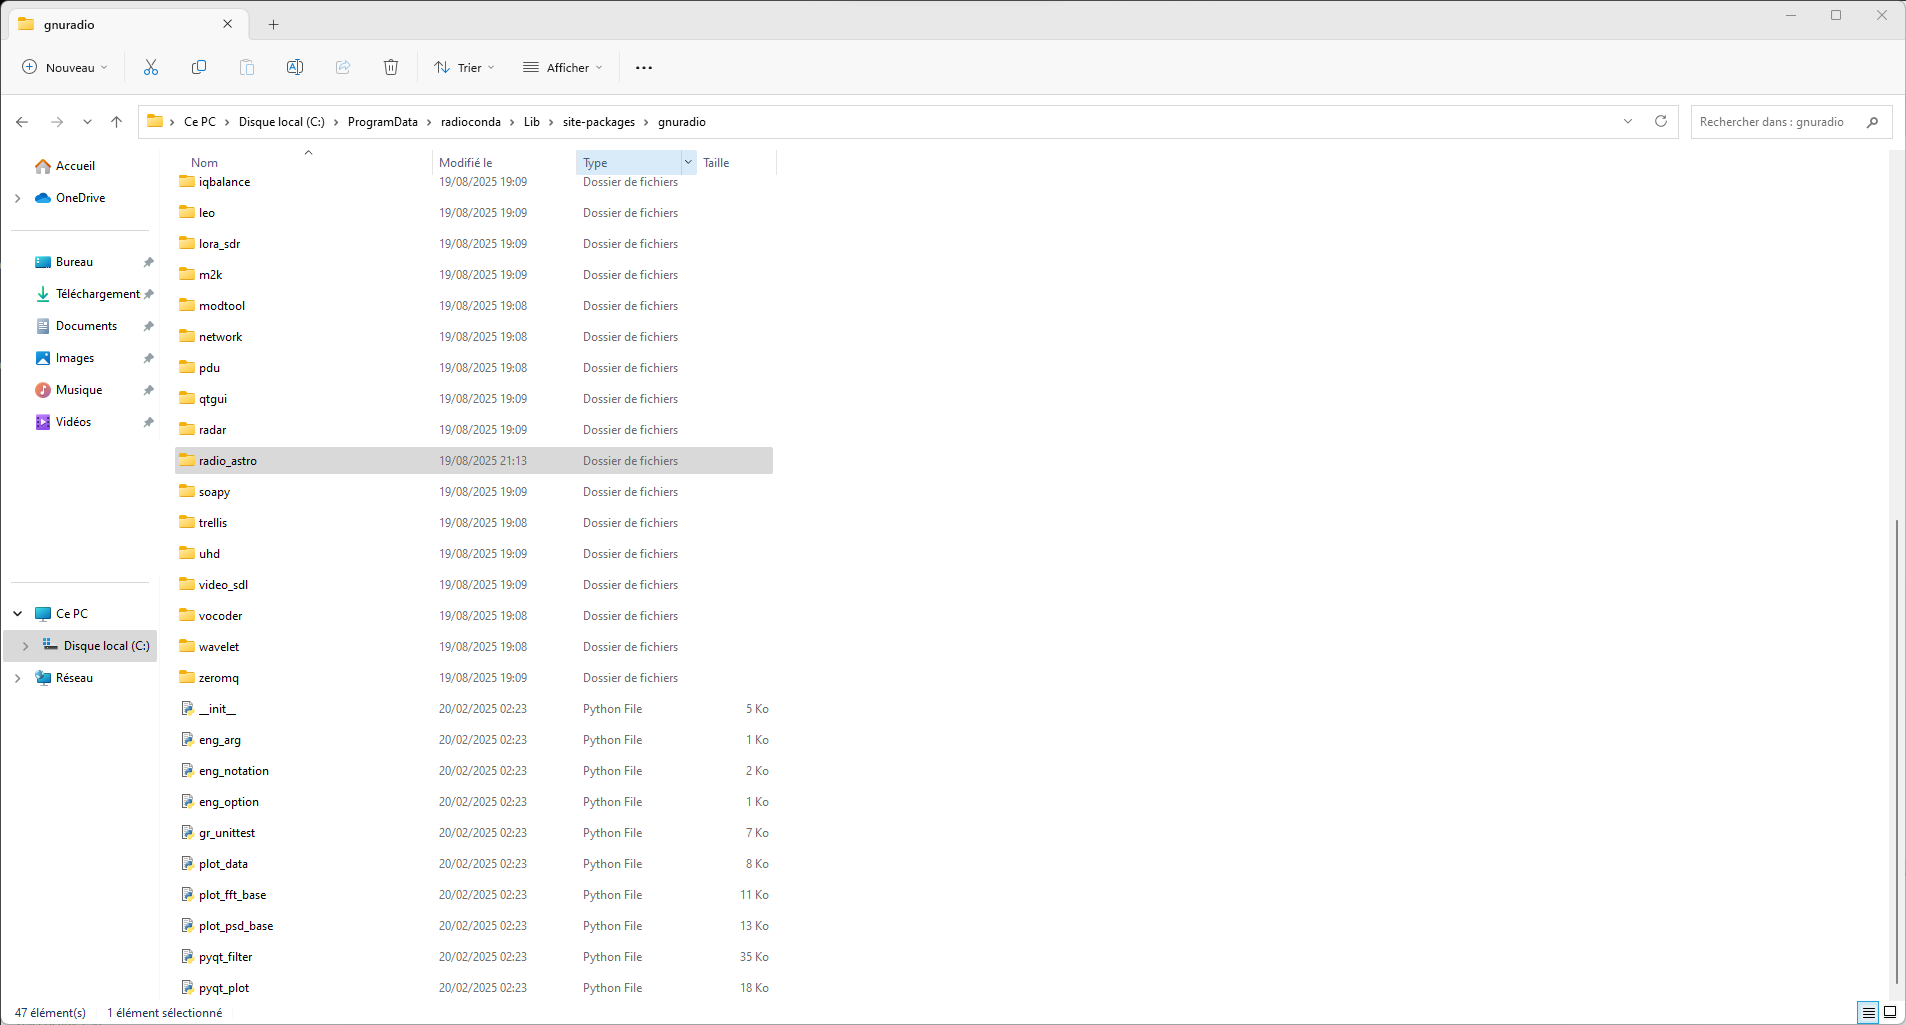 gnuradio
Nouveau
Trier
Afficher
Ce PC
Disque local (C:)
ProgramData
radioconda
Lib
site-packages
gnuradio
Rechercher dans : gnuradio
Accueil
OneDrive
Bureau
Téléchargement
Documents
Images
Musique
Vidéos
Ce PC
Disque local (C:)
Réseau
Nom Modifié le Type Taille
iqbalance 19/08/2025 19:09 Dossier de fichiers
leo 19/08/2025 19:09 Dossier de fichiers
lora_sdr 19/08/2025 19:09 Dossier de fichiers
m2k 19/08/2025 19:09 Dossier de fichiers
modtool 19/08/2025 19:08 Dossier de fichiers
network 19/08/2025 19:08 Dossier de fichiers
pdu 19/08/2025 19:08 Dossier de fichiers
qtgui 19/08/2025 19:09 Dossier de fichiers
radar 19/08/2025 19:09 Dossier de fichiers
radio_astro 19/08/2025 21:13 Dossier de fichiers
soapy 19/08/2025 19:09 Dossier de fichiers
trellis 19/08/2025 19:08 Dossier de fichiers
uhd 19/08/2025 19:09 Dossier de fichiers
video_sdl 19/08/2025 19:09 Dossier de fichiers
vocoder 19/08/2025 19:08 Dossier de fichiers
wavelet 19/08/2025 19:08 Dossier de fichiers
zeromq 19/08/2025 19:09 Dossier de fichiers
__init__ 20/02/2025 02:23 Python File 5 Ko
eng_arg 20/02/2025 02:23 Python File 1 Ko
eng_notation 20/02/2025 02:23 Python File 2 Ko
eng_option 20/02/2025 02:23 Python File 1 Ko
gr_unittest 20/02/2025 02:23 Python File 7 Ko
plot_data 20/02/2025 02:23 Python File 8 Ko
plot_fft_base 20/02/2025 02:23 Python File 11 Ko
plot_psd_base 20/02/2025 02:23 Python File 13 Ko
pyqt_filter 20/02/2025 02:23 Python File 35 Ko
pyqt_plot 20/02/2025 02:23 Python File 18 Ko
47 élément(s) 1 élément sélectionné